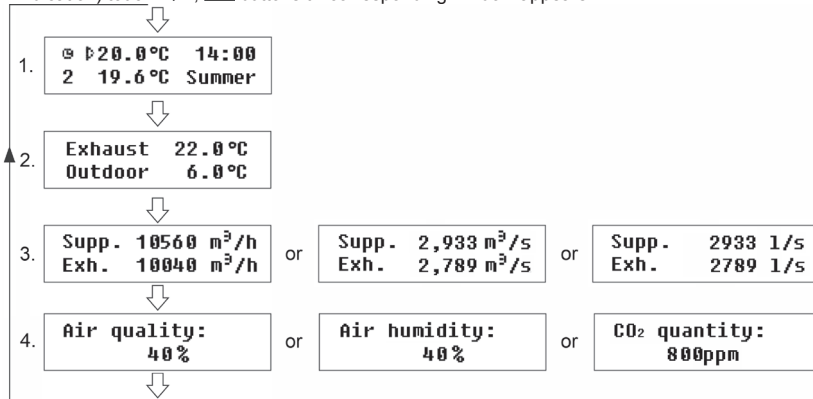 1.
▷20.0°C 14:00
2 19.6°C Summer
2.
Exhaust 22.0°C
Outdoor 6.0°C
3.
Supp. 10560 m³/h
Exh. 10040 m³/h
or
Supp. 2,933 m³/s
Exh. 2,789 m³/s
or
Supp. 2933 l/s
Exh. 2789 l/s
4.
Air quality:
40%
or
Air humidity:
40%
or
CO₂ quantity:
800ppm